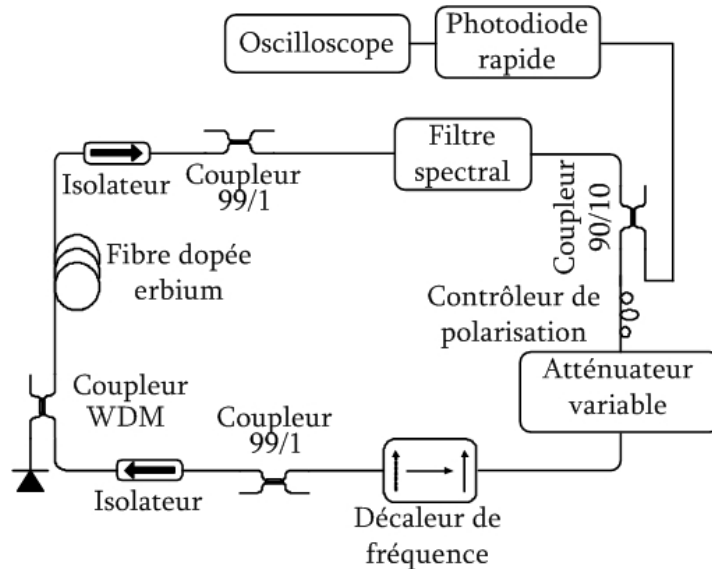 Oscilloscope
Photodiode
rapide
Isolateur
Coupleur
99/1
Filtre
spectral
Coupleur
90/10
Fibre dopée
erbium
Contrôleur de
polarisation
Atténuateur
variable
Coupleur
WDM
Coupleur
99/1
Isolateur
Décaleur de
fréquence